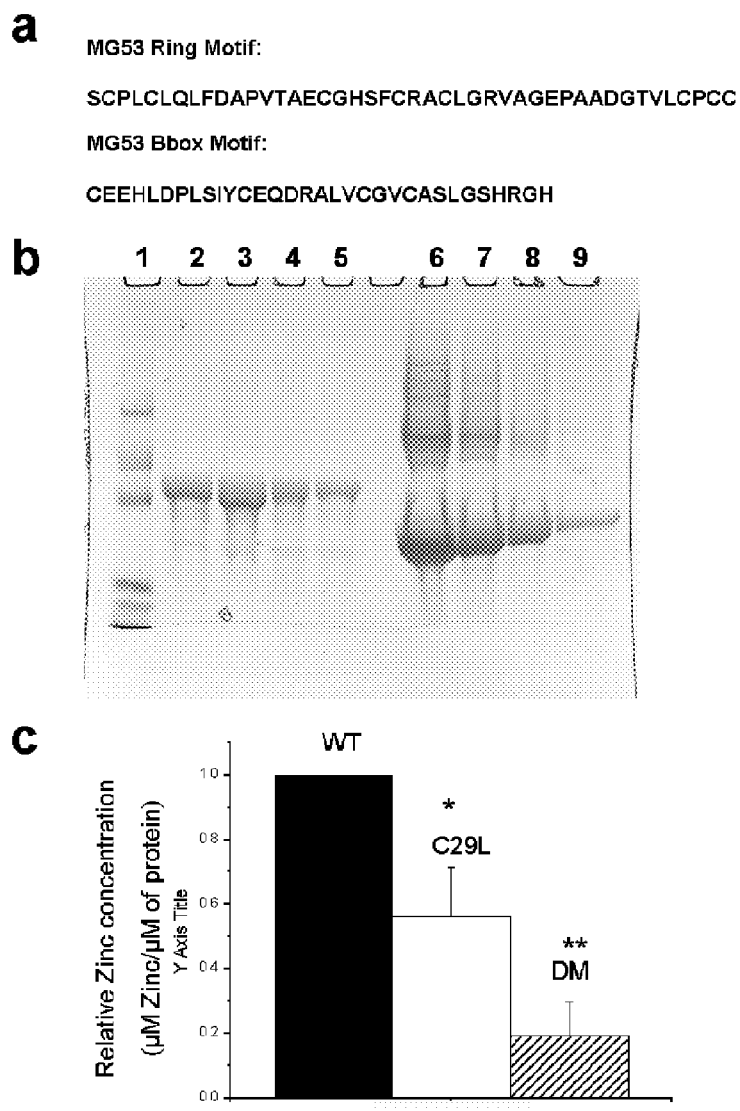 a
MG53 Ring Motif:
SCPLCLQLFDAPVTAECGHSFCRACLGRVAGEPAADGTVLCPCC
MG53 Bbox Motif:
CEEHLDPLSIYCEQDRALVCGVCASLGSHRGH
b
1 2 3 4 5 6 7 8 9
c
Relative Zinc concentration
(µM Zinc/µM of protein)
Y Axis Title
WT
1.0
*
0.8
C29L
0.6
**
0.4
DM
0.2
0.0